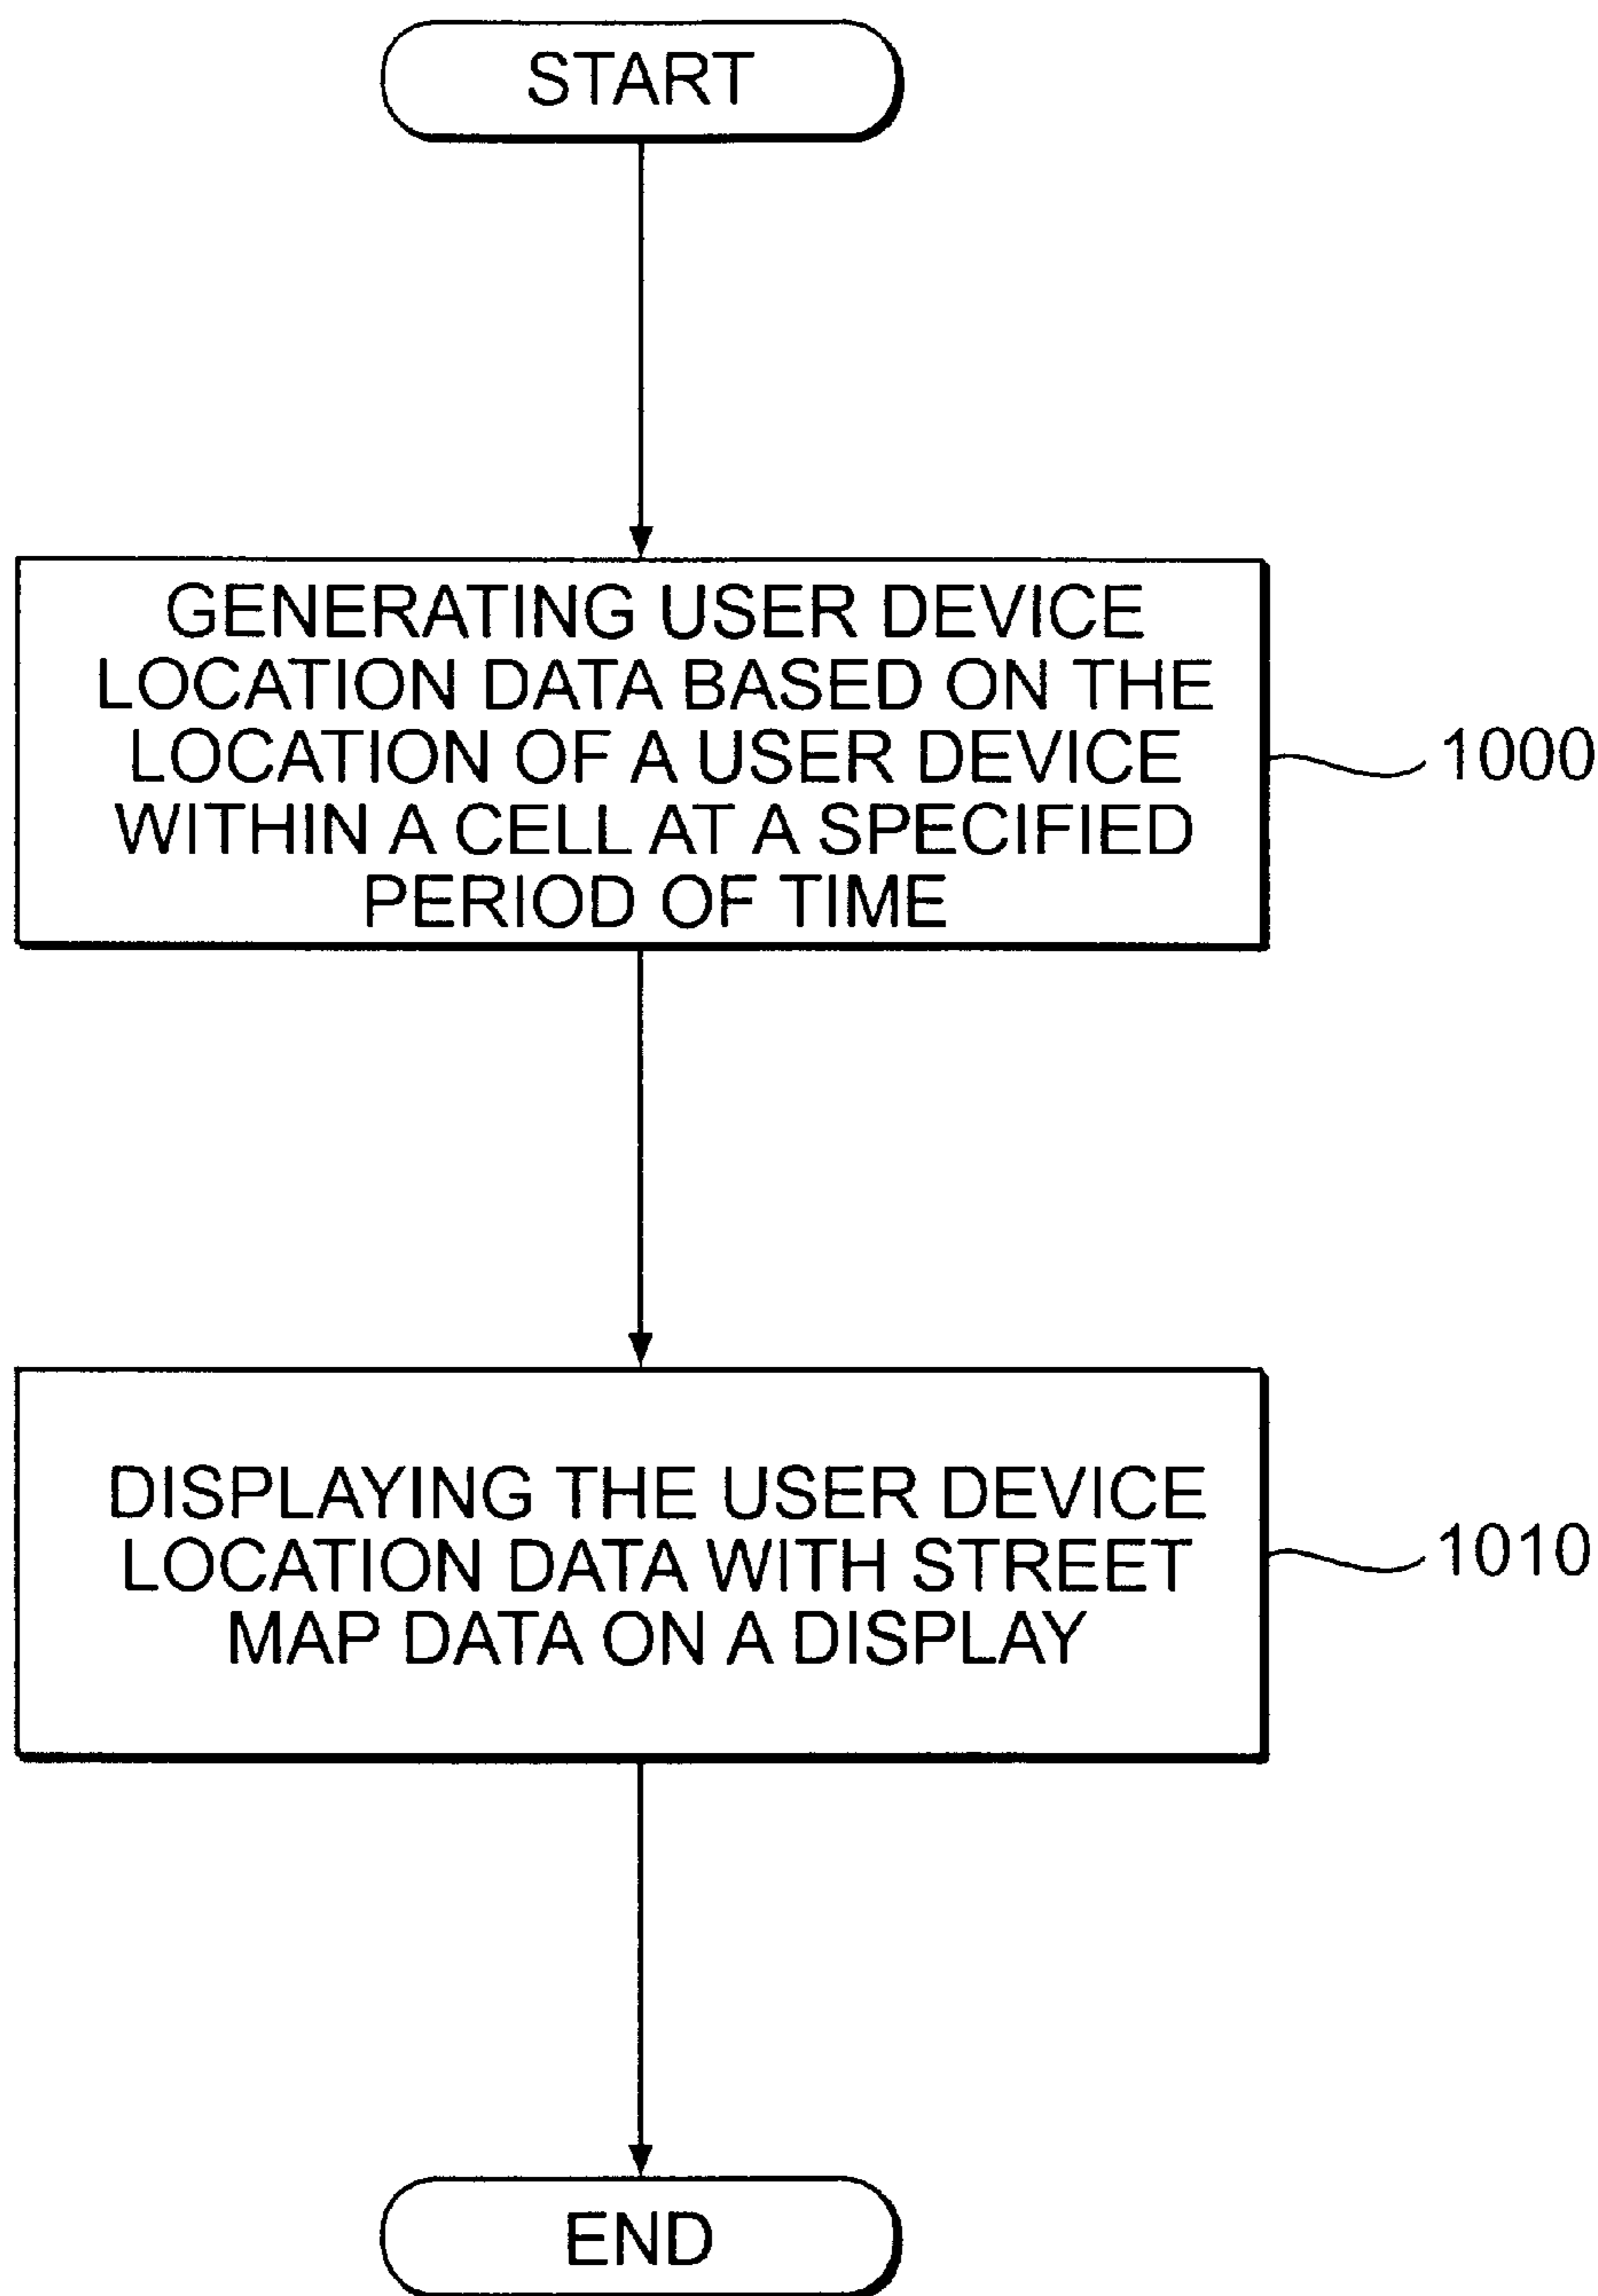 START
GENERATING USER DEVICE
LOCATION DATA BASED ON THE
LOCATION OF A USER DEVICE
WITHIN A CELL AT A SPECIFIED
PERIOD OF TIME
1000
DISPLAYING THE USER DEVICE
LOCATION DATA WITH STREET
MAP DATA ON A DISPLAY
1010
END